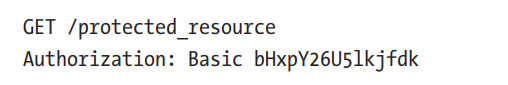 GET /protected_resource
Authorization: Basic bHxpY26U5lkjfdk